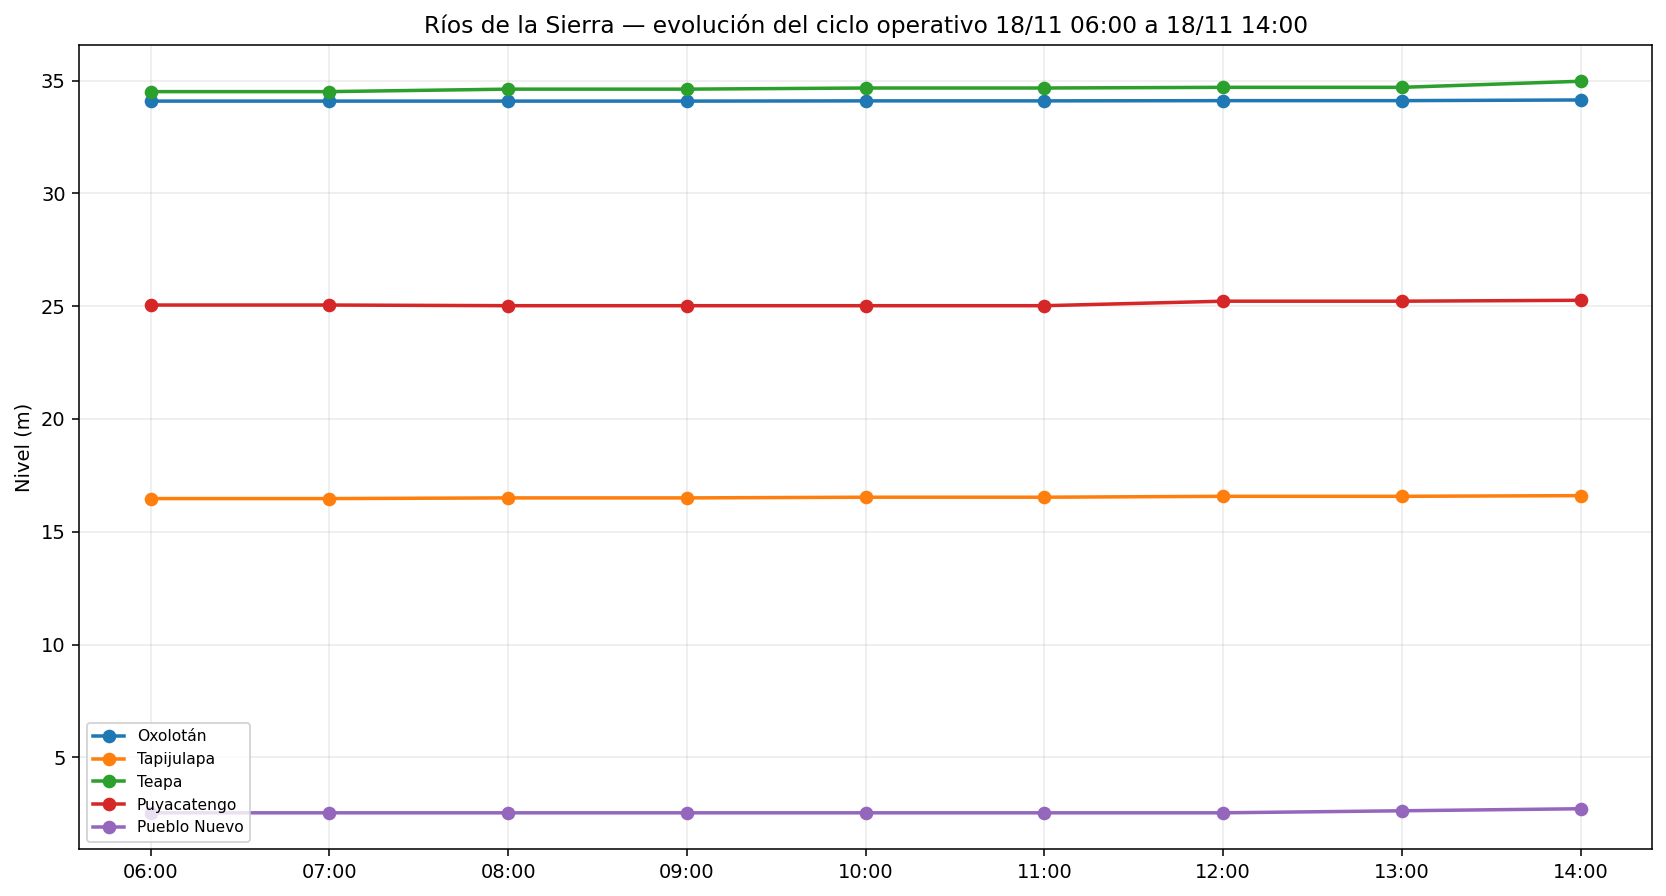 Ríos de la Sierra — evolución del ciclo operativo 18/11 06:00 a 18/11 14:00
Nivel (m)
35
30
25
20
15
10
5
Oxolotán
Tapijulapa
Teapa
Puyacatengo
Pueblo Nuevo
06:00 07:00 08:00 09:00 10:00 11:00 12:00 13:00 14:00